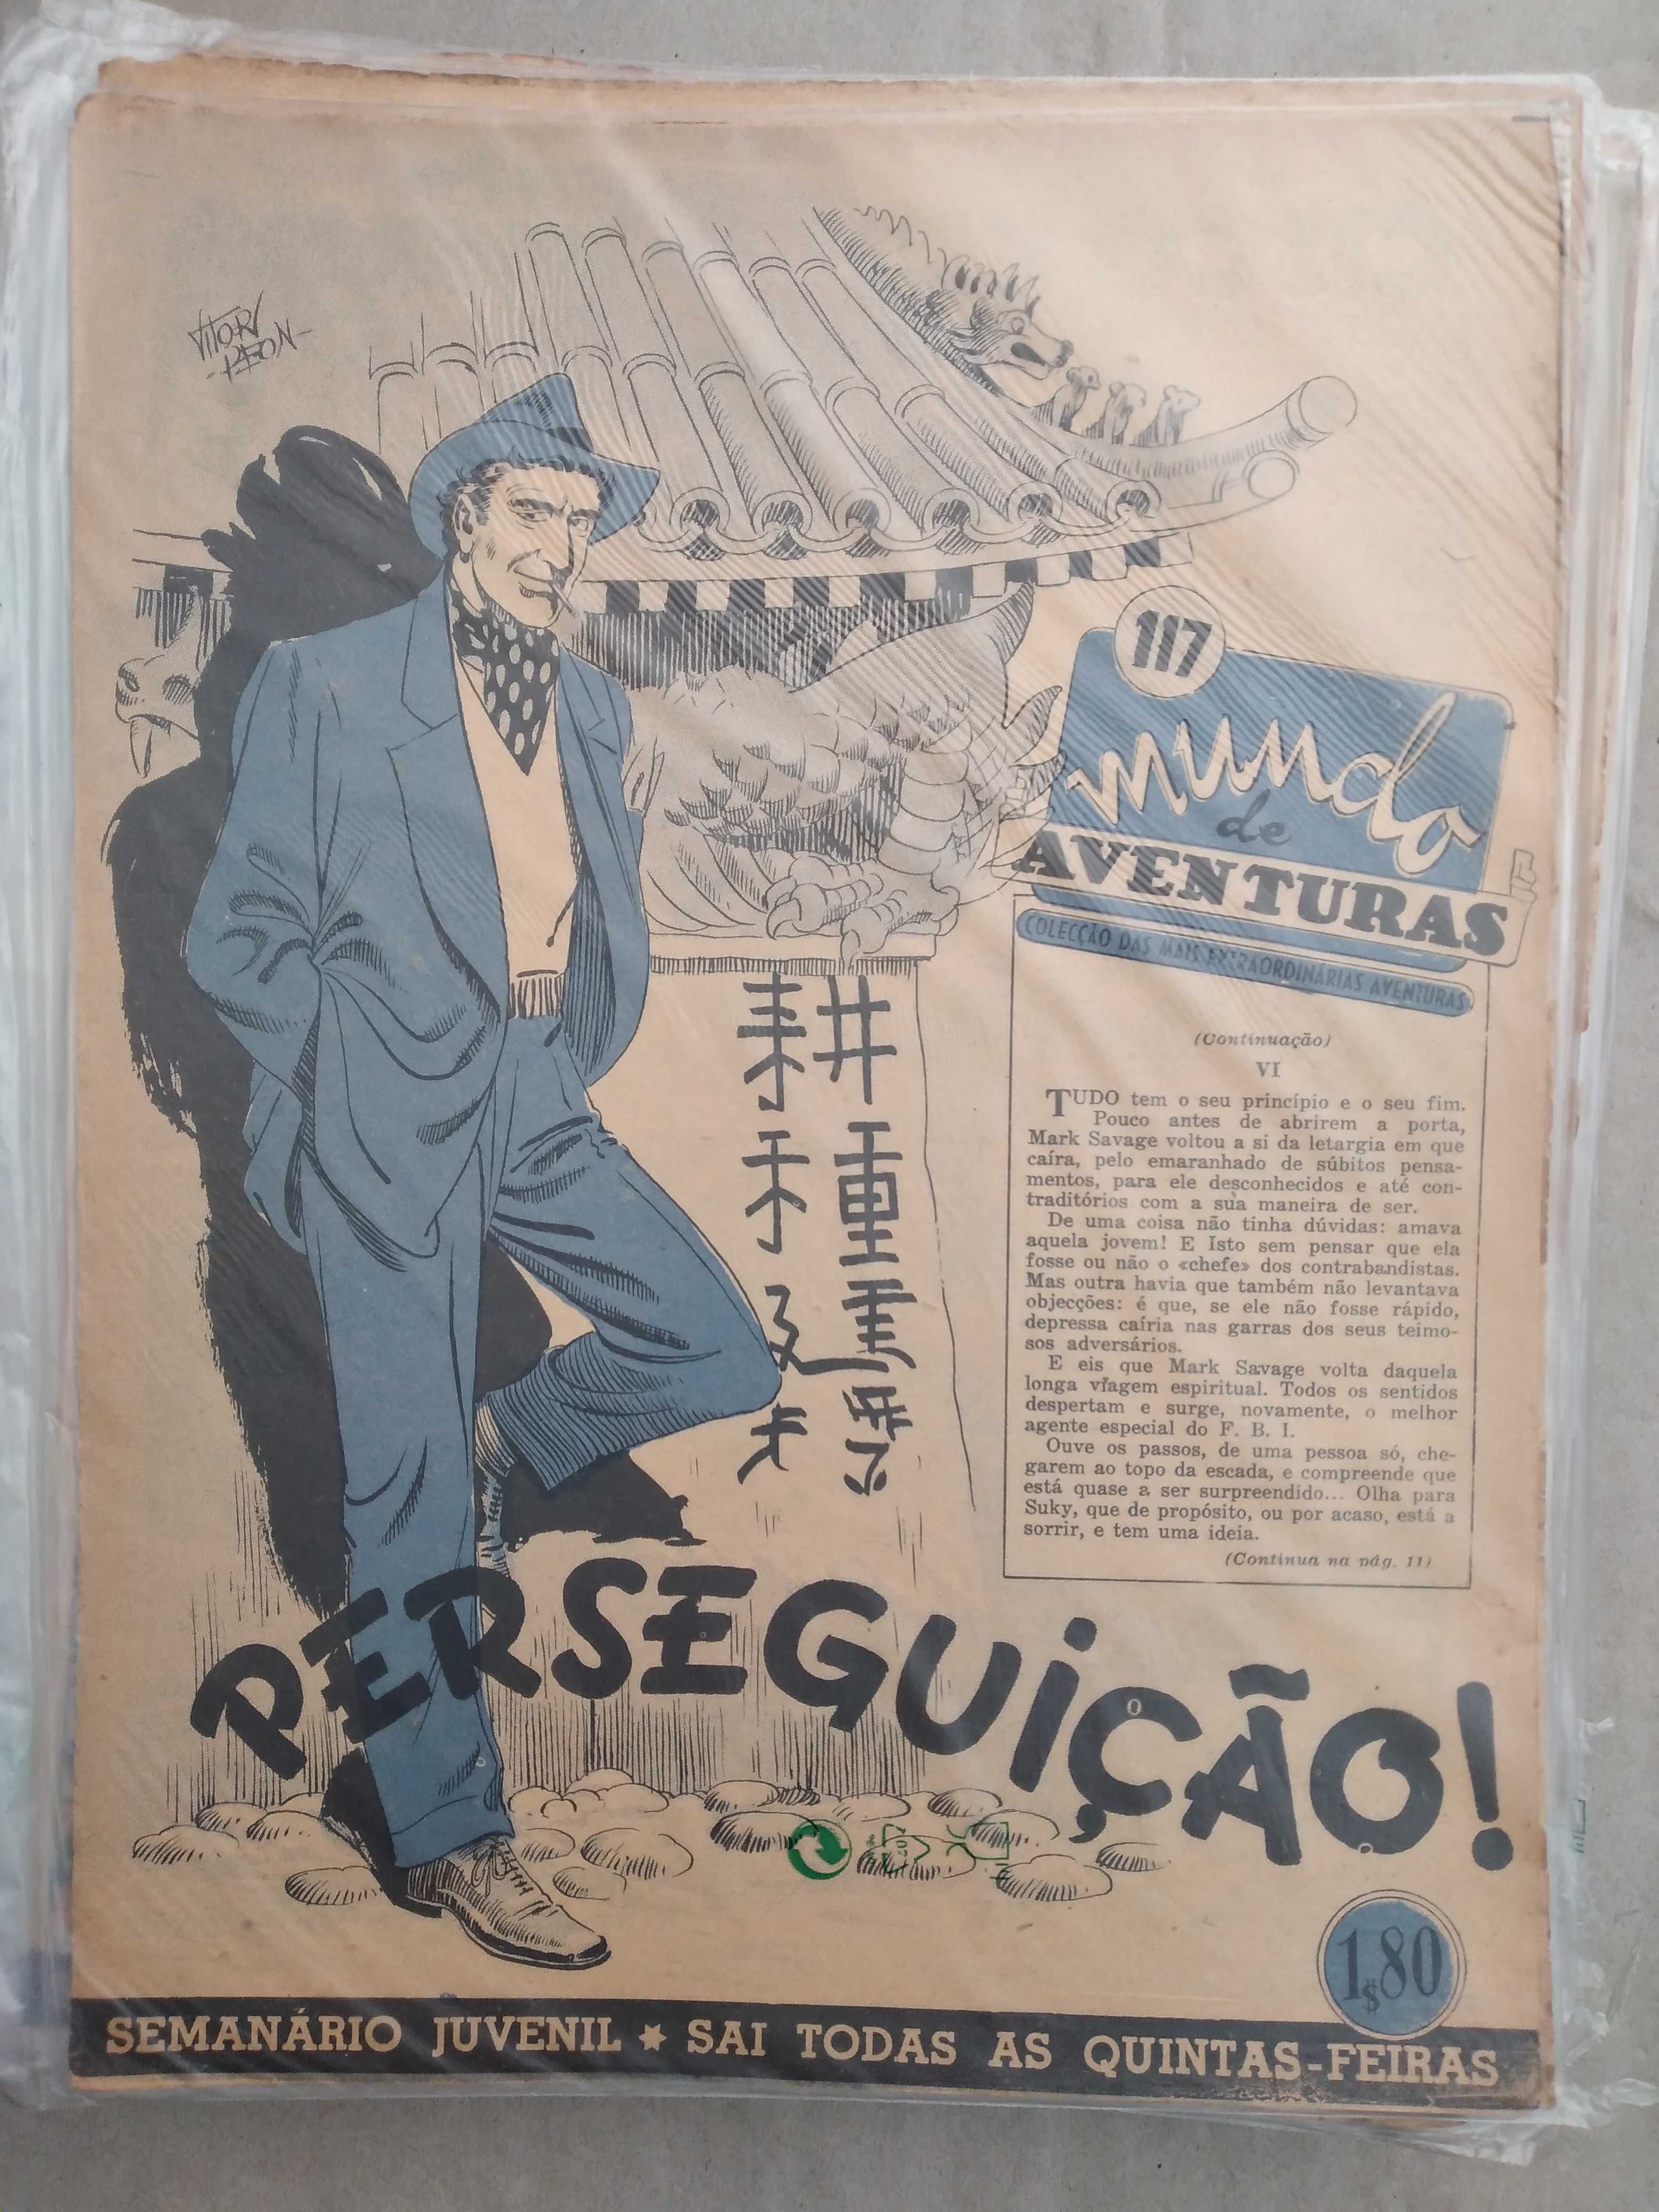 VITOR
PÉON
117
mundo
de
AVENTURAS
COLECÇÃO DAS MAIS EXTRAORDINÁRIAS AVENTURAS
(Continuação)
VI
TUDO tem o seu princípio e o seu fim.
Pouco antes de abrirem a porta,
Mark Savage voltou a si da letargia em que
caíra, pelo emaranhado de súbitos pensa-
mentos, para ele desconhecidos e até con-
traditórios com a sua maneira de ser.
De uma coisa não tinha dúvidas: amava
aquela jovem! E Isto sem pensar que ela
fosse ou não o «chefe» dos contrabandistas.
Mas outra havia que também não levantava
objecções: é que, se ele não fosse rápido,
depressa caíria nas garras dos seus teimo-
sos adversários.
E eis que Mark Savage volta daquela
longa viagem espiritual. Todos os sentidos
despertam e surge, novamente, o melhor
agente especial do F. B. I.
Ouve os passos, de uma pessoa só, che-
garem ao topo da escada, e compreende que
está quase a ser surpreendido... Olha para
Suky, que de propósito, ou por acaso, está a
sorrir, e tem uma ideia.
(Continua na pág. 11)
PERSEGUIÇÃO!
1$80
SEMANÁRIO JUVENIL ★ SAI TODAS AS QUINTAS-FEIRAS